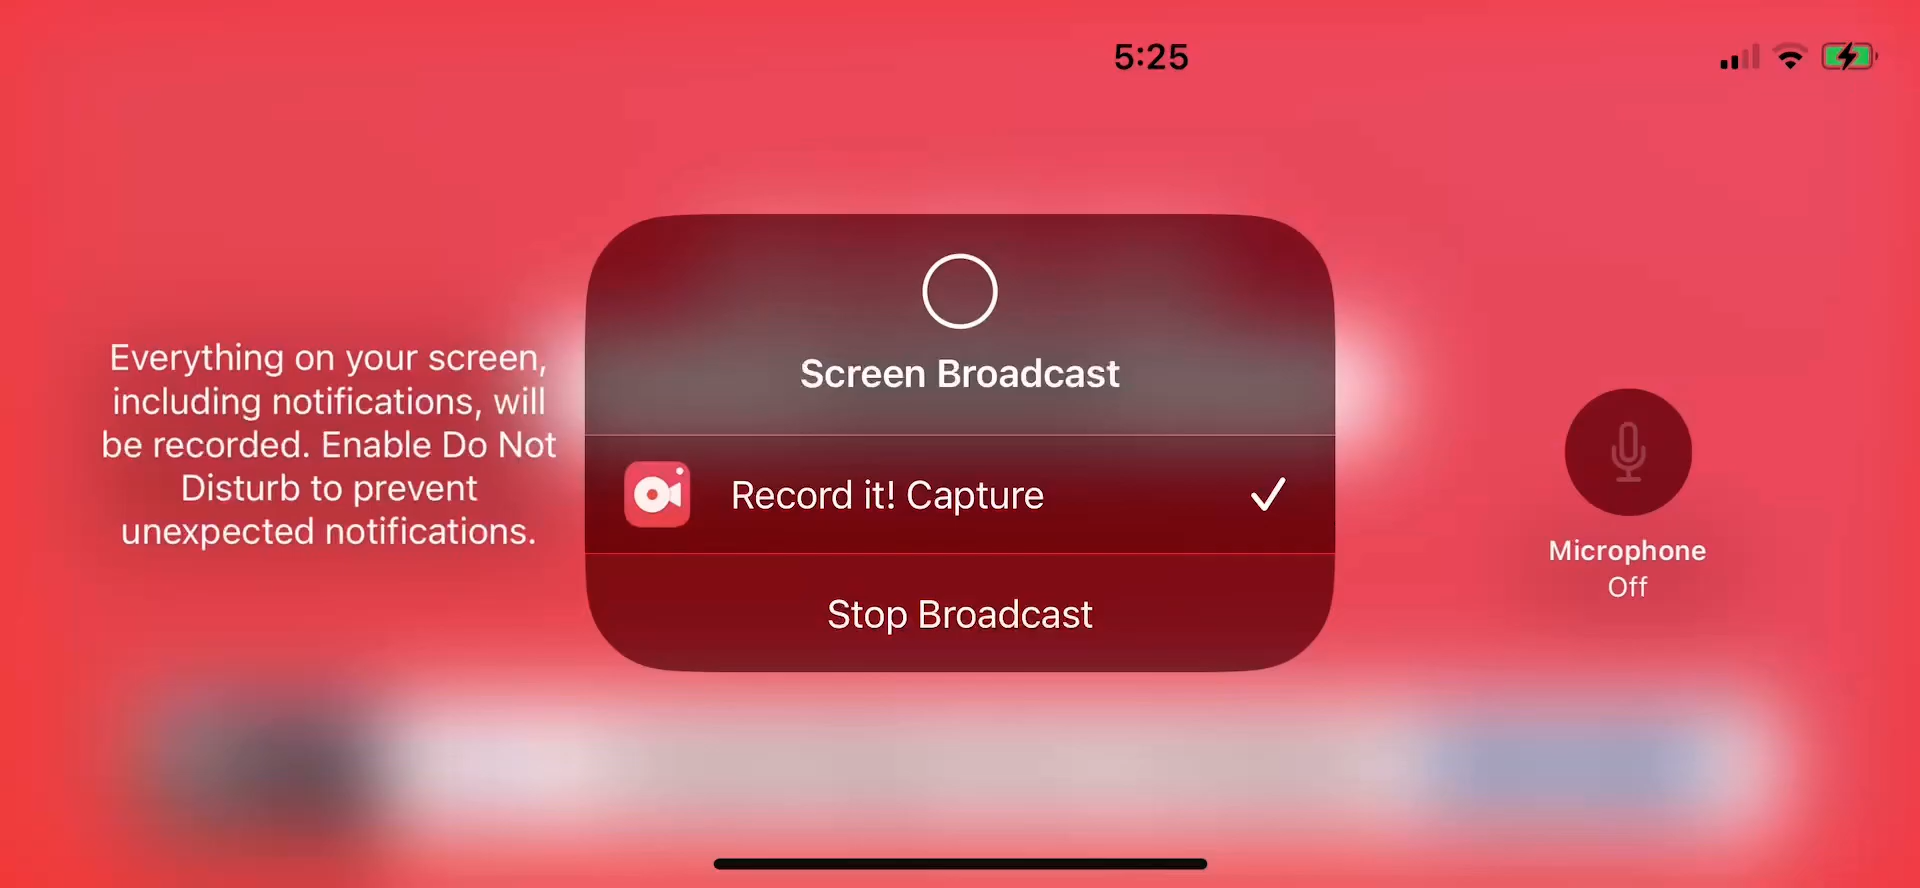 5:25
Everything on your screen,
including notifications, will
be recorded. Enable Do Not
Disturb to prevent
unexpected notifications.
Screen Broadcast
Record it! Capture
Stop Broadcast
Microphone
Off